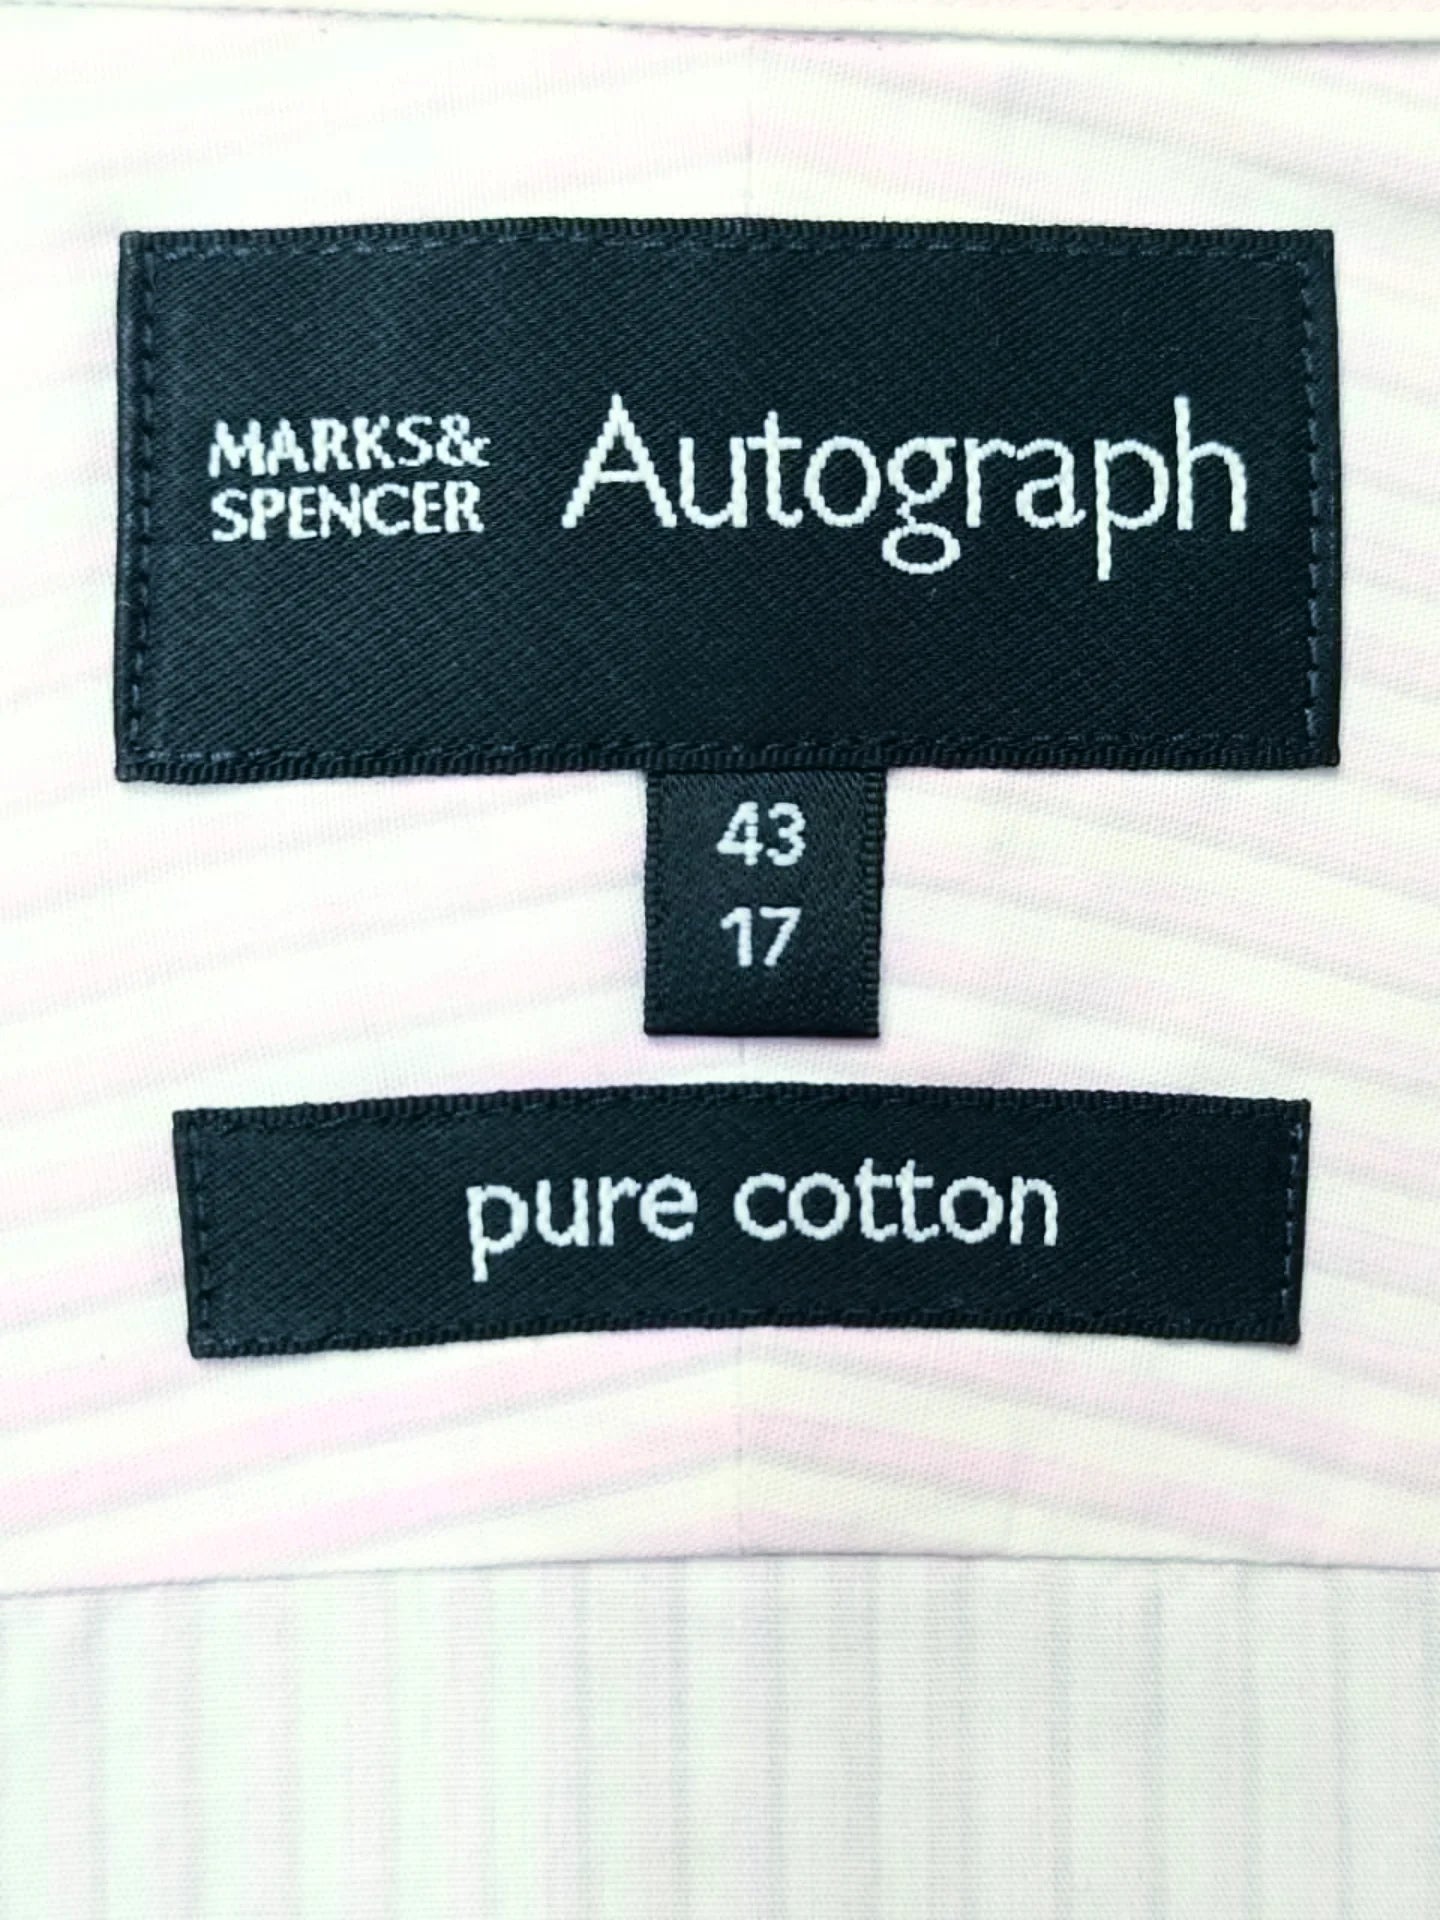 MARKS&
SPENCER
Autograph
43
17
pure cotton